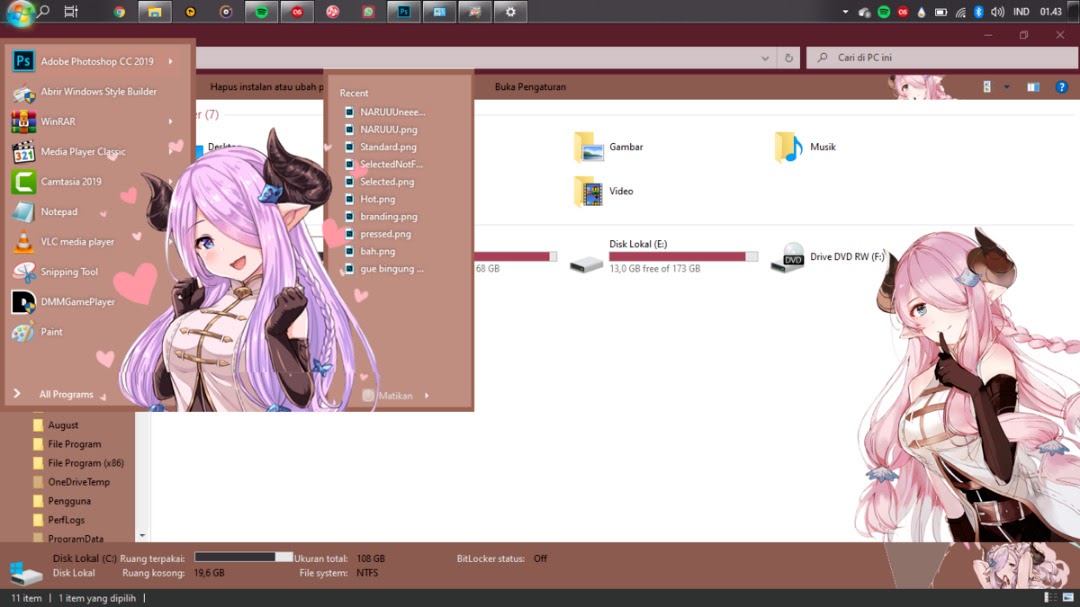 IND 01.43
Adobe Photoshop CC 2019
Abrir Windows Style Builder
WinRAR
Media Player Classic
Camtasia 2019
Notepad
VLC media player
Snipping Tool
DMMGamePlayer
Paint
All Programs
Recent
NARUUUneee...
NARUUU.png
Standard.png
SelectedNotF...
Selected.png
Hot.png
branding.png
pressed.png
bah.png
gue bingung ...
Matikan
Cari di PC ini
Hapus instalan atau ubah p
Buka Pengaturan
(7)
Gambar
Musik
Video
68 GB
Disk Lokal (E:)
13,0 GB free of 173 GB
DVD
Drive DVD RW (F:)
August
File Program
File Program (x86)
OneDriveTemp
Pengguna
PerfLogs
ProgramData
Disk Lokal (C:) Ruang terpakai: Ukuran total: 108 GB BitLocker status: Off
Disk Lokal Ruang kosong: 19,6 GB File system: NTFS
11 item 1 item yang dipilih